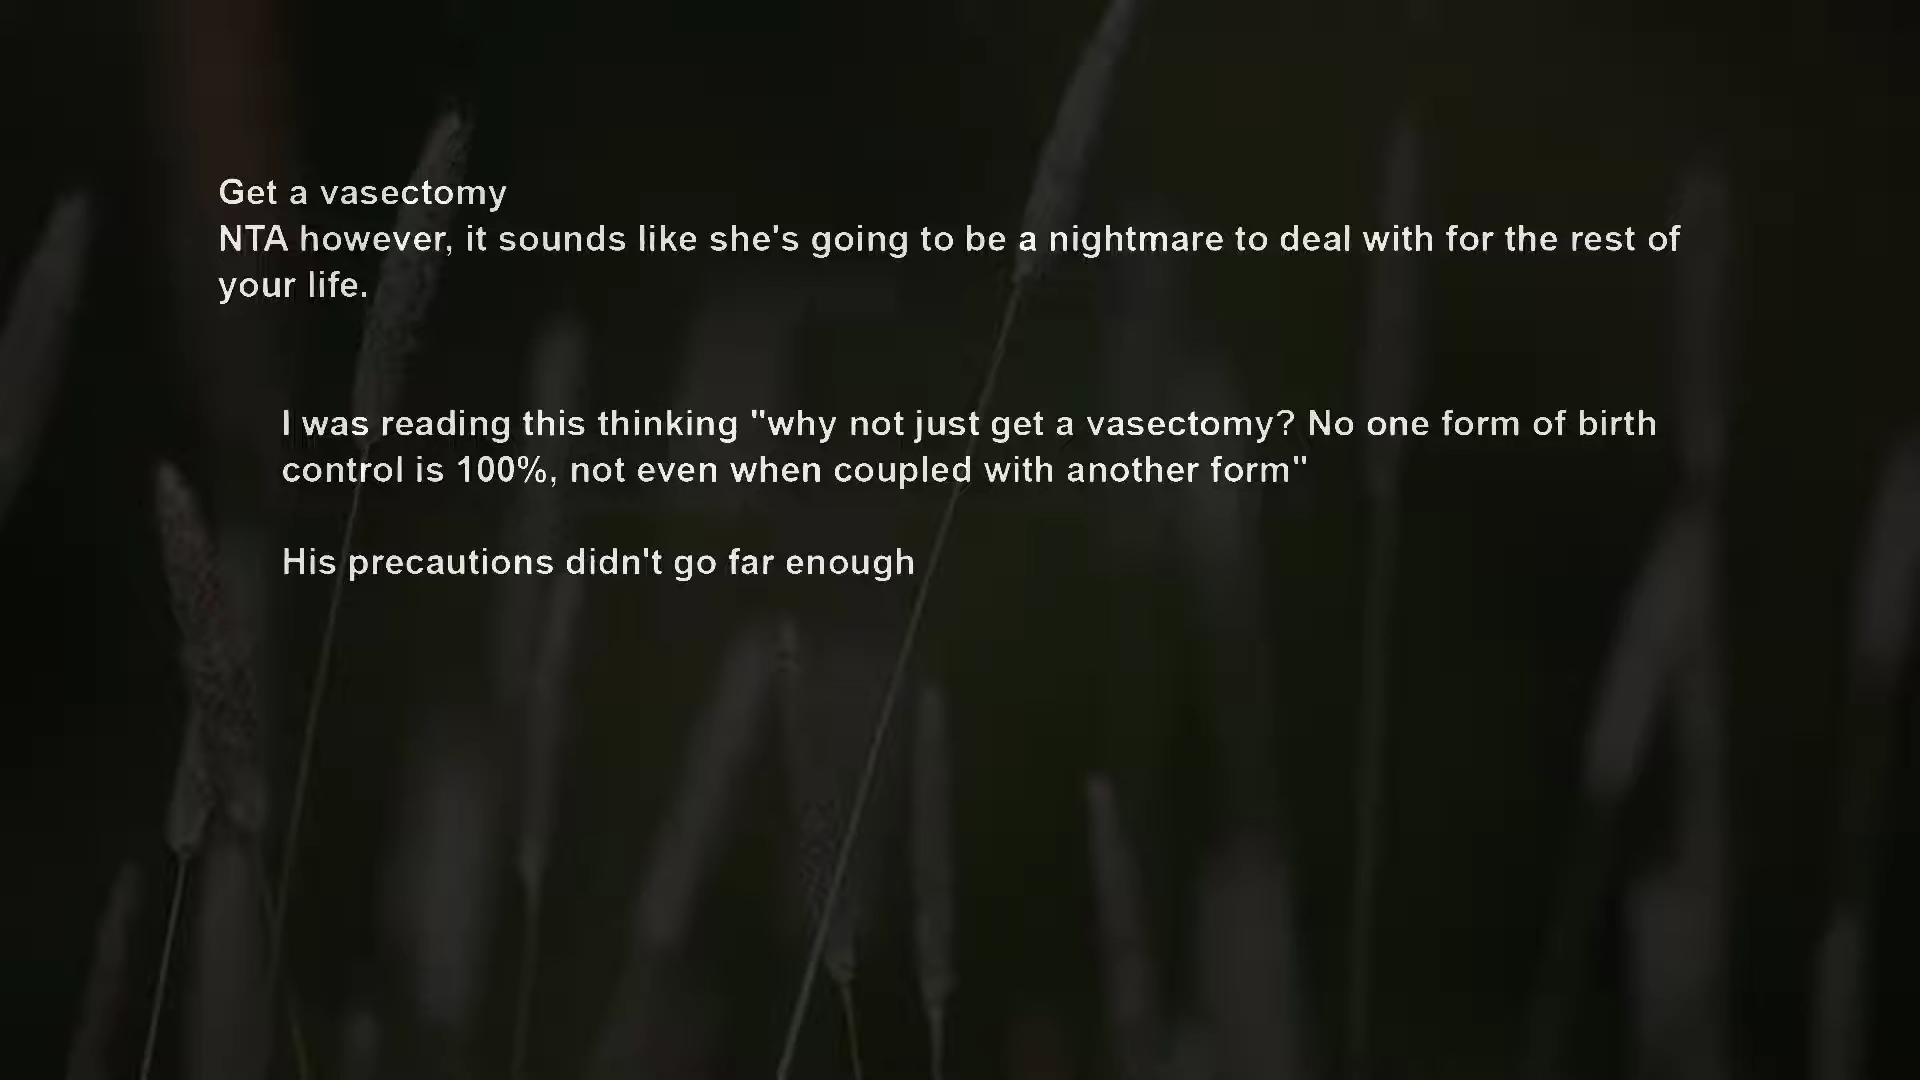 Get a vasectomy
NTA however, it sounds like she's going to be a nightmare to deal with for the rest of
your life.
I was reading this thinking "why not just get a vasectomy? No one form of birth
control is 100%, not even when coupled with another form"
His precautions didn't go far enough